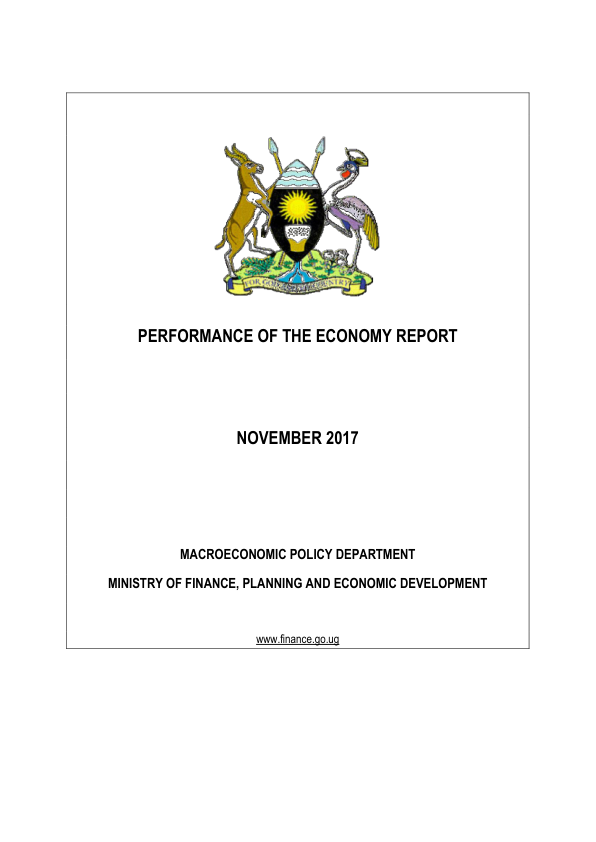 FOR GOD AND MY COUNTRY
PERFORMANCE OF THE ECONOMY REPORT
NOVEMBER 2017
MACROECONOMIC POLICY DEPARTMENT
MINISTRY OF FINANCE, PLANNING AND ECONOMIC DEVELOPMENT
www.finance.go.ug